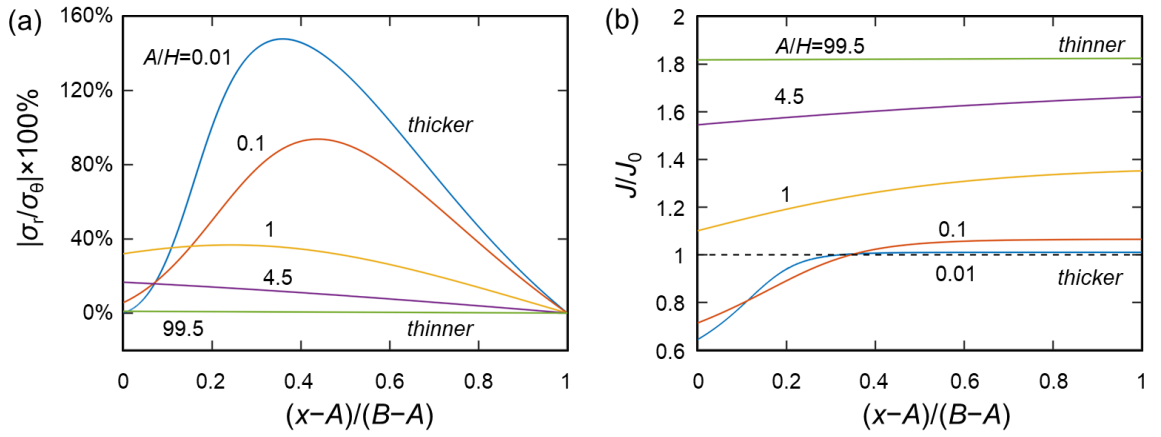 (a)
160%
120%
80%
40%
0%
|σr/σθ|×100%
A/H=0.01
thicker
0.1
1
4.5
99.5
thinner
0 0.2 0.4 0.6 0.8 1
(x−A)/(B−A)
(b)
2
1.8
1.6
1.4
1.2
1
0.8
0.6
J/J0
A/H=99.5
thinner
4.5
1
0.1
0.01
thicker
0 0.2 0.4 0.6 0.8 1
(x−A)/(B−A)